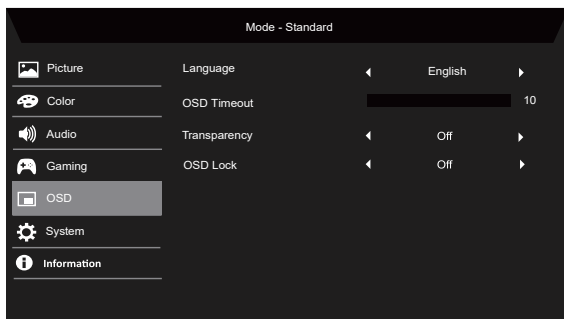 Mode - Standard
Picture
Color
Audio
Gaming
OSD
System
Information
Language English
OSD Timeout 10
Transparency Off
OSD Lock Off